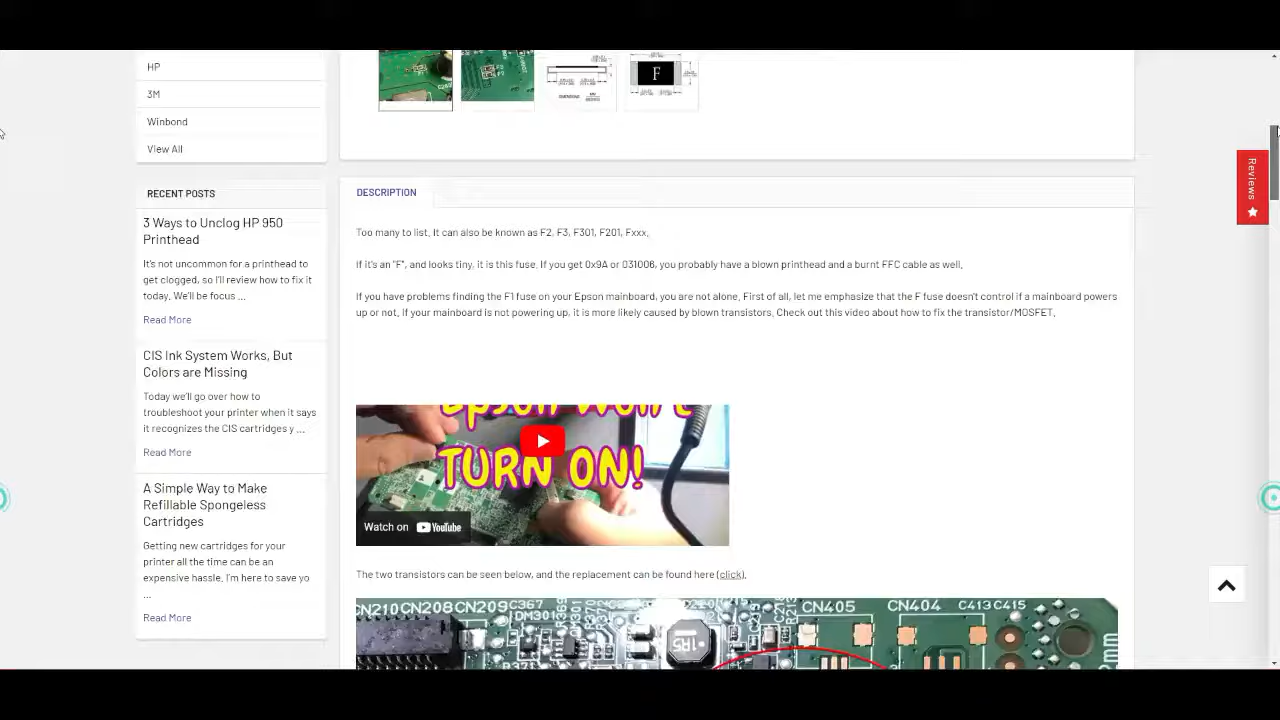 HP
3M
Winbond
View All
RECENT POSTS
3 Ways to Unclog HP 950
Printhead
It's not uncommon for a printhead to
get clogged, so I'll review how to fix it
today. We'll be focus ...
Read More
CIS Ink System Works, But
Colors are Missing
Today we'll go over how to
troubleshoot your printer when it says
it recognizes the CIS cartridges y ...
Read More
A Simple Way to Make
Refillable Spongeless
Cartridges
Getting new cartridges for your
printer all the time can be an
expensive hassle. I'm here to save yo
...
Read More
F
DESCRIPTION
Too many to list. It can also be known as F2, F3, F301, F201, Fxxx.
If it's an "F", and looks tiny, it is this fuse. If you get 0x9A or 031006, you probably have a blown printhead and a burnt FFC cable as well.
If you have problems finding the F1 fuse on your Epson mainboard, you are not alone. First of all, let me emphasize that the F fuse doesn't control if a mainboard powers
up or not. If your mainboard is not powering up, it is more likely caused by blown transistors. Check out this video about how to fix the transistor/MOSFET.
Epson Won't
TURN ON!
Watch on YouTube
The two transistors can be seen below, and the replacement can be found here (click).
CN210 CN208 CN209 C367 CN405 CN404 C413 C415
DM301
1R5
mm
Reviews